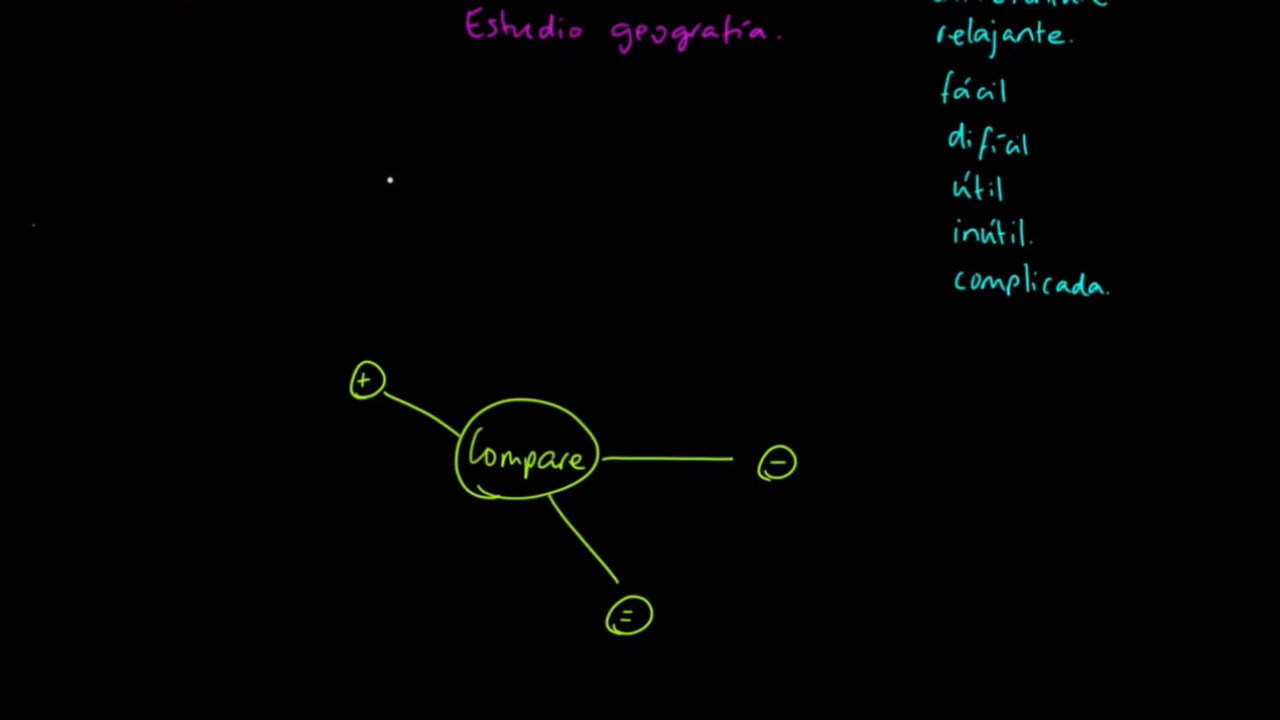 Estudio geografía.
relajante.
fácil
difícil
útil
inútil.
complicada.
+
Compare
-
=